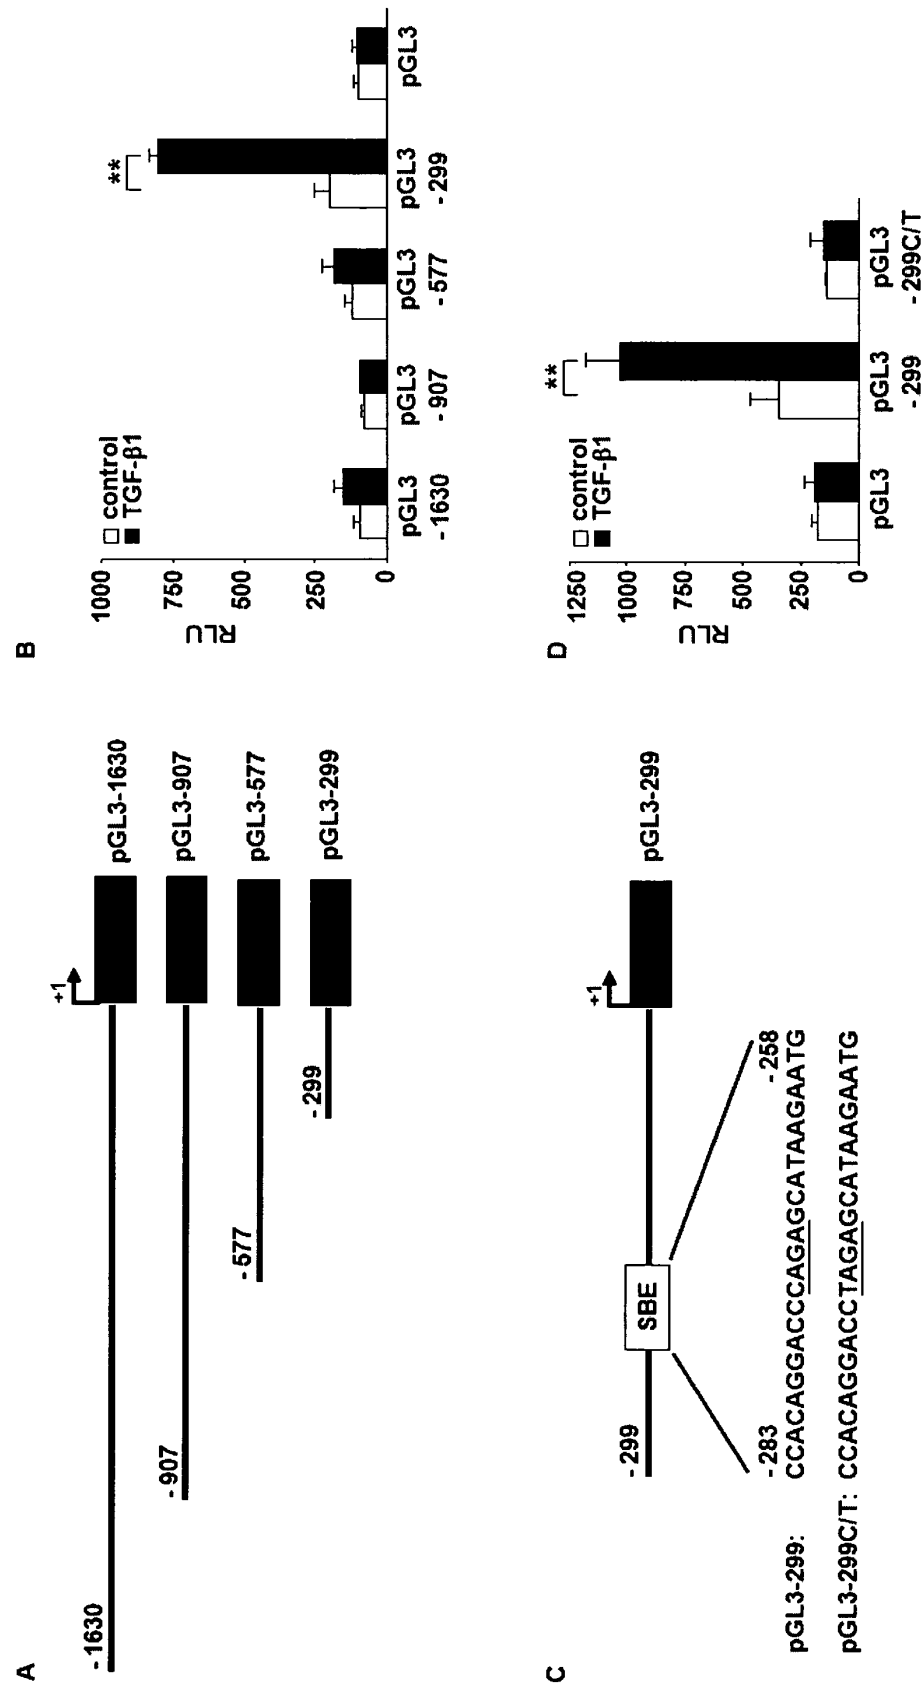 A
+1
- 1630
pGL3-1630
- 907
pGL3-907
- 577
pGL3-577
- 299
pGL3-299
B
1000
750
500
250
0
RLU
control
TGF-β1
**
pGL3
- 1630
pGL3
- 907
pGL3
- 577
pGL3
- 299
pGL3
C
+1
- 299
SBE
pGL3-299
- 283
- 258
pGL3-299: CCACAGGACCCAGAGCATAAGAATG
pGL3-299C/T: CCACAGGACCTAGAGCATAAGAATG
D
1250
1000
750
500
250
0
RLU
control
TGF-β1
**
pGL3
pGL3
- 299
pGL3
- 299C/T